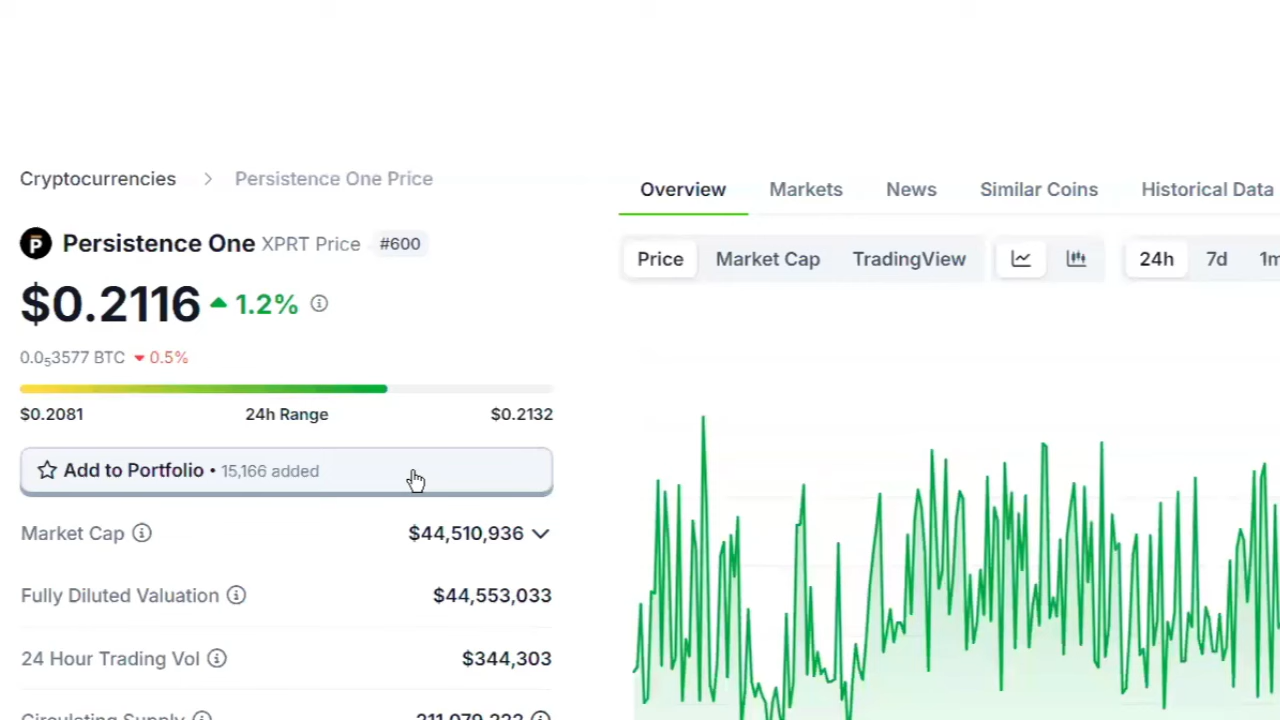 Cryptocurrencies > Persistence One Price
Persistence One XPRT Price #600
$0.2116 1.2%
0.0₅3577 BTC 0.5%
$0.2081 24h Range $0.2132
Add to Portfolio • 15,166 added
Market Cap $44,510,936
Fully Diluted Valuation $44,553,033
24 Hour Trading Vol $344,303
Circulating Supply
Overview Markets News Similar Coins Historical Data
Price Market Cap TradingView 24h 7d 1m